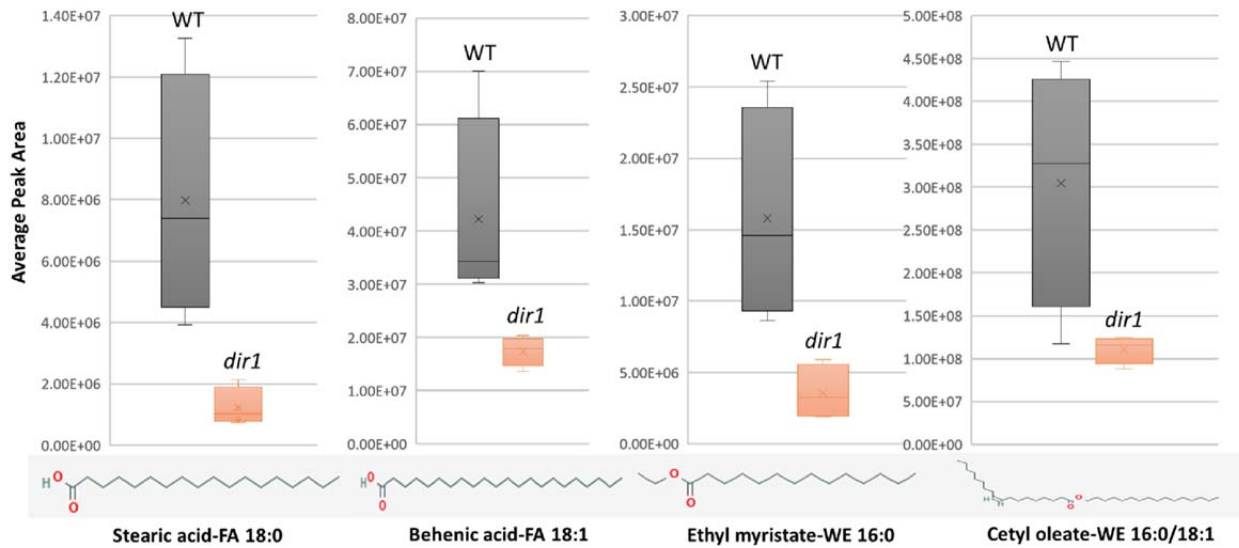 Average Peak Area
1.40E+07
1.20E+07
1.00E+07
8.00E+06
6.00E+06
4.00E+06
2.00E+06
0.00E+00
WT
dir1
8.00E+07
7.00E+07
6.00E+07
5.00E+07
4.00E+07
3.00E+07
2.00E+07
1.00E+07
0.00E+00
WT
dir1
3.00E+07
2.50E+07
2.00E+07
1.50E+07
1.00E+07
5.00E+06
0.00E+00
WT
dir1
5.00E+08
4.50E+08
4.00E+08
3.50E+08
3.00E+08
2.50E+08
2.00E+08
1.50E+08
1.00E+08
5.00E+07
0.00E+00
WT
dir1
H O
O
H O
O
O
O
H H
O
O
Stearic acid-FA 18:0
Behenic acid-FA 18:1
Ethyl myristate-WE 16:0
Cetyl oleate-WE 16:0/18:1